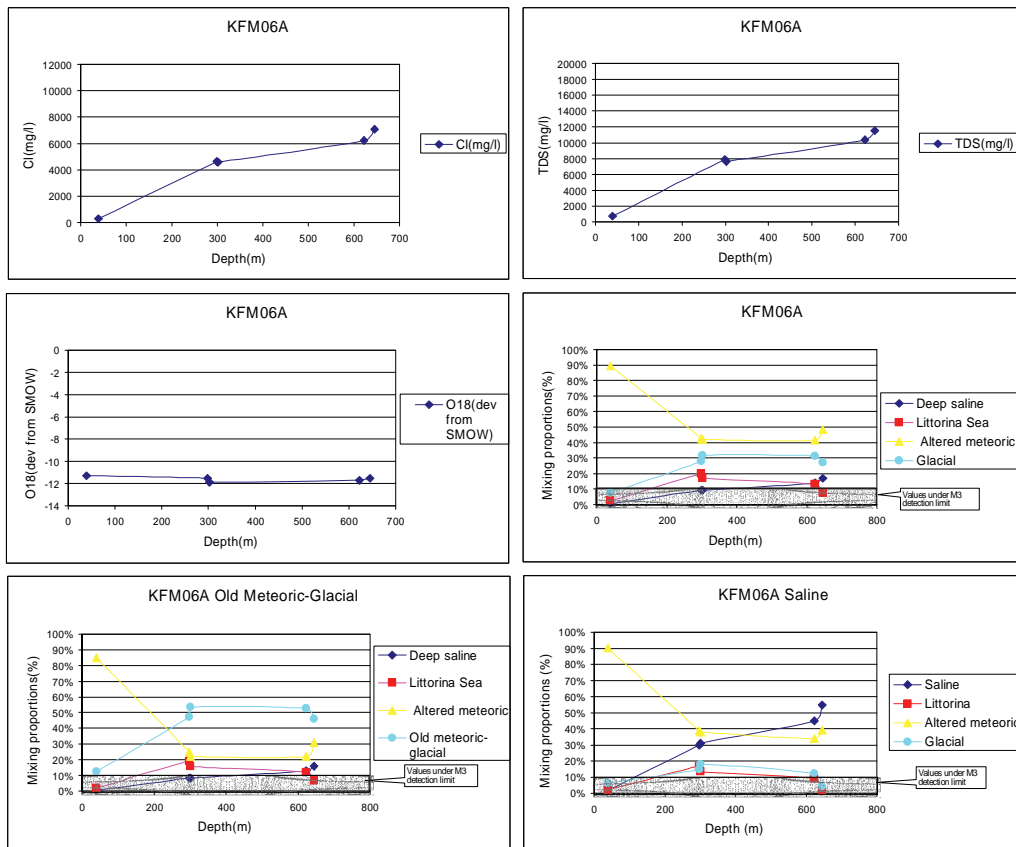 KFM06A
12000
10000
8000
6000
4000
2000
0
Cl(mg/l)
0 100 200 300 400 500 600 700
Depth(m)
Cl(mg/l)
KFM06A
20000
18000
16000
14000
12000
10000
8000
6000
4000
2000
0
TDS(mg/l)
0 100 200 300 400 500 600 700
Depth(m)
TDS(mg/l)
KFM06A
0
-2
-4
-6
-8
-10
-12
-14
O18(dev from SMOW)
0 100 200 300 400 500 600 700
Depth(m)
O18(dev
from
SMOW)
KFM06A
100%
90%
80%
70%
60%
50%
40%
30%
20%
10%
0%
Mixing proportions(%)
0 200 400 600 800
Depth(m)
Deep saline
Littorina Sea
Altered meteoric
Glacial
Values under M3
detection limit
KFM06A Old Meteoric-Glacial
100%
90%
80%
70%
60%
50%
40%
30%
20%
10%
0%
Mixing proportions(%)
0 200 400 600 800
Depth(m)
Deep saline
Littorina Sea
Altered meteoric
Old meteoric-
glacial
Values under M3
detection limit
KFM06A Saline
100%
90%
80%
70%
60%
50%
40%
30%
20%
10%
0%
Mixing proportions (%)
0 200 400 600 800
Depth (m)
Saline
Littorina
Altered meteoric
Glacial
Values under M3
detection limit